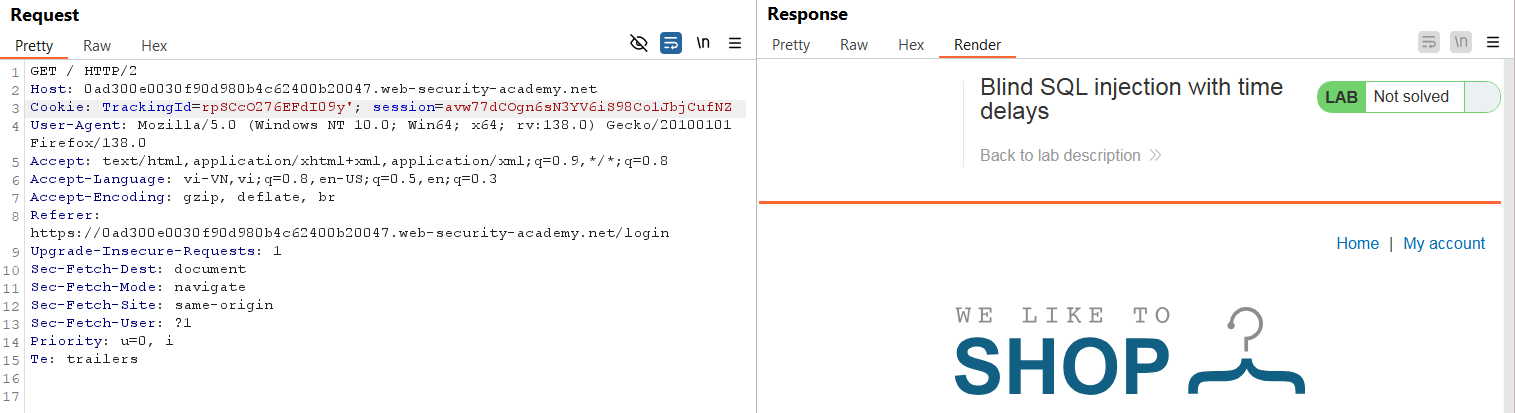 Request
Pretty Raw Hex
\n
1 GET / HTTP/2
2 Host: 0ad300e0030f90d980b4c62400b20047.web-security-academy.net
3 Cookie: TrackingId=rpSCcO276EFdI09y'; session=avw77dCOgn6sN3YV6iS98Co1JbjCufNZ
4 User-Agent: Mozilla/5.0 (Windows NT 10.0; Win64; x64; rv:138.0) Gecko/20100101
Firefox/138.0
5 Accept: text/html,application/xhtml+xml,application/xml;q=0.9,*/*;q=0.8
6 Accept-Language: vi-VN,vi;q=0.8,en-US;q=0.5,en;q=0.3
7 Accept-Encoding: gzip, deflate, br
8 Referer:
https://0ad300e0030f90d980b4c62400b20047.web-security-academy.net/login
9 Upgrade-Insecure-Requests: 1
10 Sec-Fetch-Dest: document
11 Sec-Fetch-Mode: navigate
12 Sec-Fetch-Site: same-origin
13 Sec-Fetch-User: ?1
14 Priority: u=0, i
15 Te: trailers
16
17
Response
Pretty Raw Hex Render
\n
Blind SQL injection with time
delays
LAB Not solved
Back to lab description
Home | My account
WE LIKE TO
SHOP